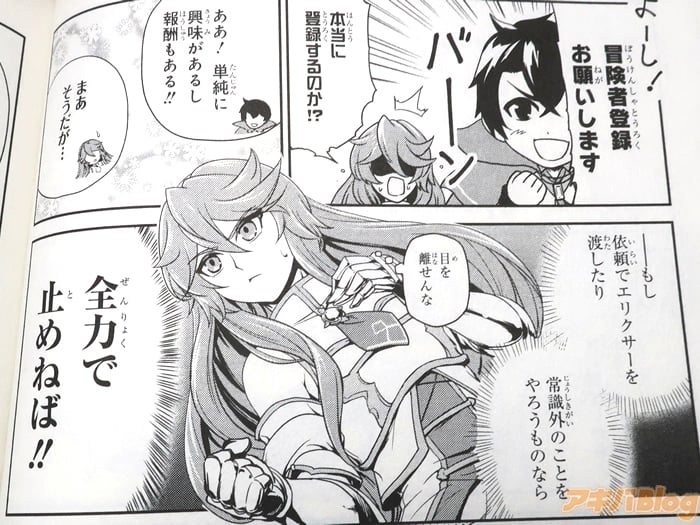 よーし!
冒険者登録
お願いします
バーン
本当に
登録するのか!?
ああ!単純に
興味があるし
報酬もある!!
まあ
そうだが…
――もし
依頼でエリクサーを
渡したり
常識外のことを
やろうものなら
目を
離せんな
全力で
止めねば!!
アキバBlog